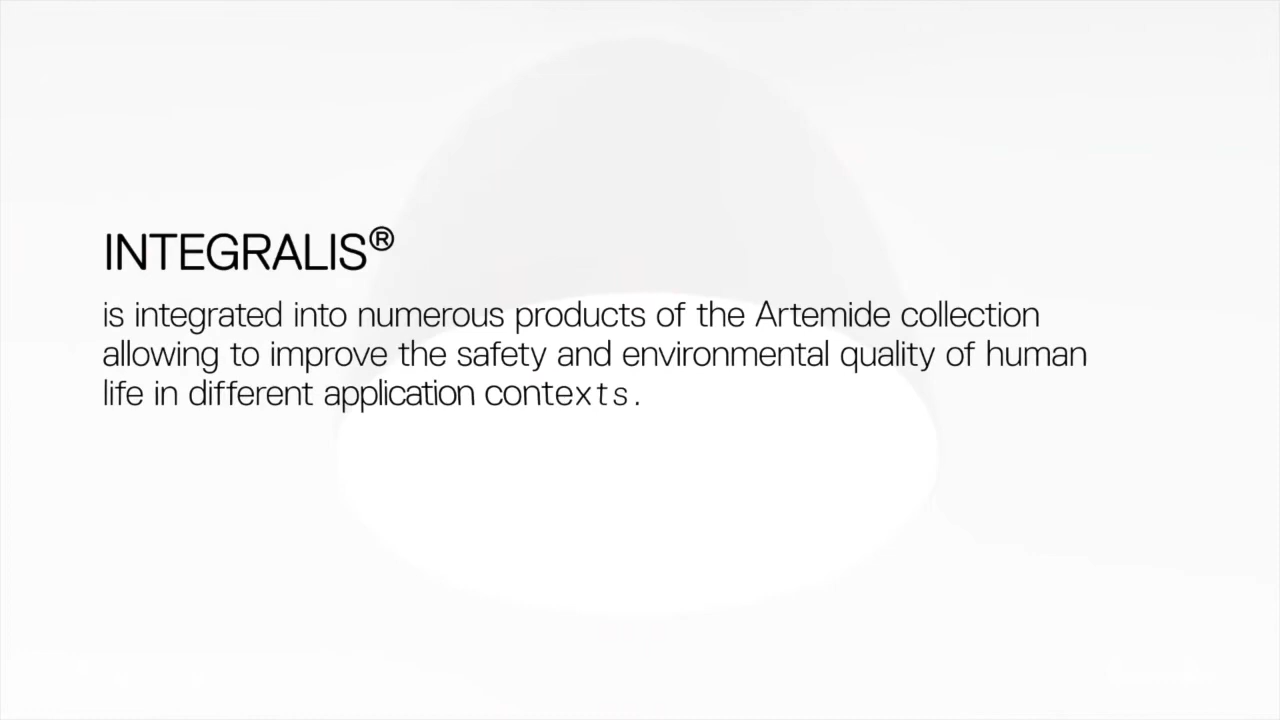 INTEGRALIS®
is integrated into numerous products of the Artemide collection
allowing to improve the safety and environmental quality of human
life in different application contexts.